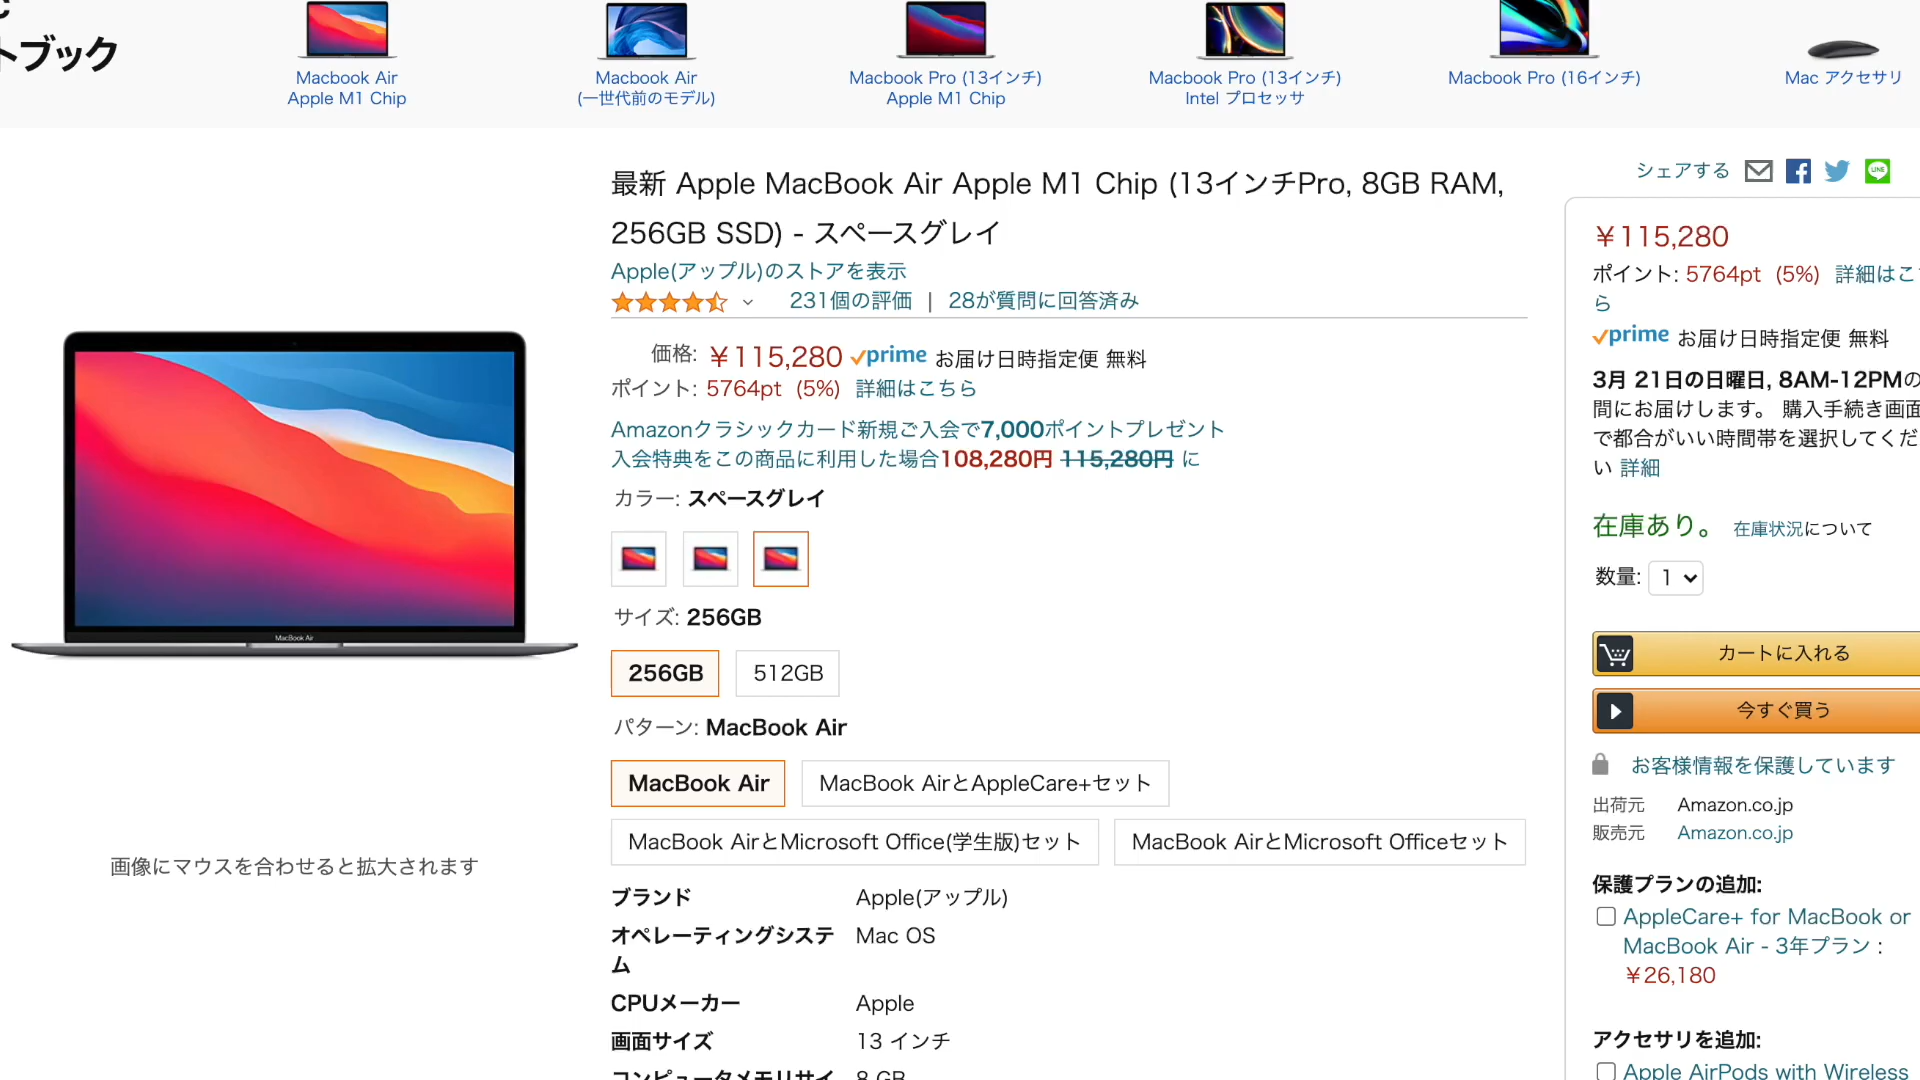 トブック
Macbook Air
Apple M1 Chip
Macbook Air
(一世代前のモデル)
Macbook Pro (13インチ)
Apple M1 Chip
Macbook Pro (13インチ)
Intel プロセッサ
Macbook Pro (16インチ)
Mac アクセサリ
最新 Apple MacBook Air Apple M1 Chip (13インチPro, 8GB RAM,
256GB SSD) - スペースグレイ
Apple(アップル)のストアを表示
231個の評価 | 28が質問に回答済み
価格: ￥115,280 prime お届け日時指定便 無料
ポイント: 5764pt (5%) 詳細はこちら
Amazonクラシックカード新規ご入会で7,000ポイントプレゼント
入会特典をこの商品に利用した場合108,280円 115,280円 に
カラー: スペースグレイ
サイズ: 256GB
256GB
512GB
パターン: MacBook Air
MacBook Air
MacBook AirとAppleCare+セット
MacBook AirとMicrosoft Office(学生版)セット
MacBook AirとMicrosoft Officeセット
ブランド Apple(アップル)
オペレーティングシステ Mac OS
ム
CPUメーカー Apple
画面サイズ 13 インチ
コンピュータメモリサイ 8 GB
MacBook Air
画像にマウスを合わせると拡大されます
シェアする
LINE
￥115,280
ポイント: 5764pt (5%) 詳細はこち
ら
prime お届け日時指定便 無料
3月 21日の日曜日, 8AM-12PMの
間にお届けします。 購入手続き画面
で都合がいい時間帯を選択してくだ
い 詳細
在庫あり。 在庫状況について
数量: 1
カートに入れる
今すぐ買う
お客様情報を保護しています
出荷元 Amazon.co.jp
販売元 Amazon.co.jp
保護プランの追加:
AppleCare+ for MacBook or
MacBook Air - 3年プラン :
￥26,180
アクセサリを追加:
Apple AirPods with Wireless